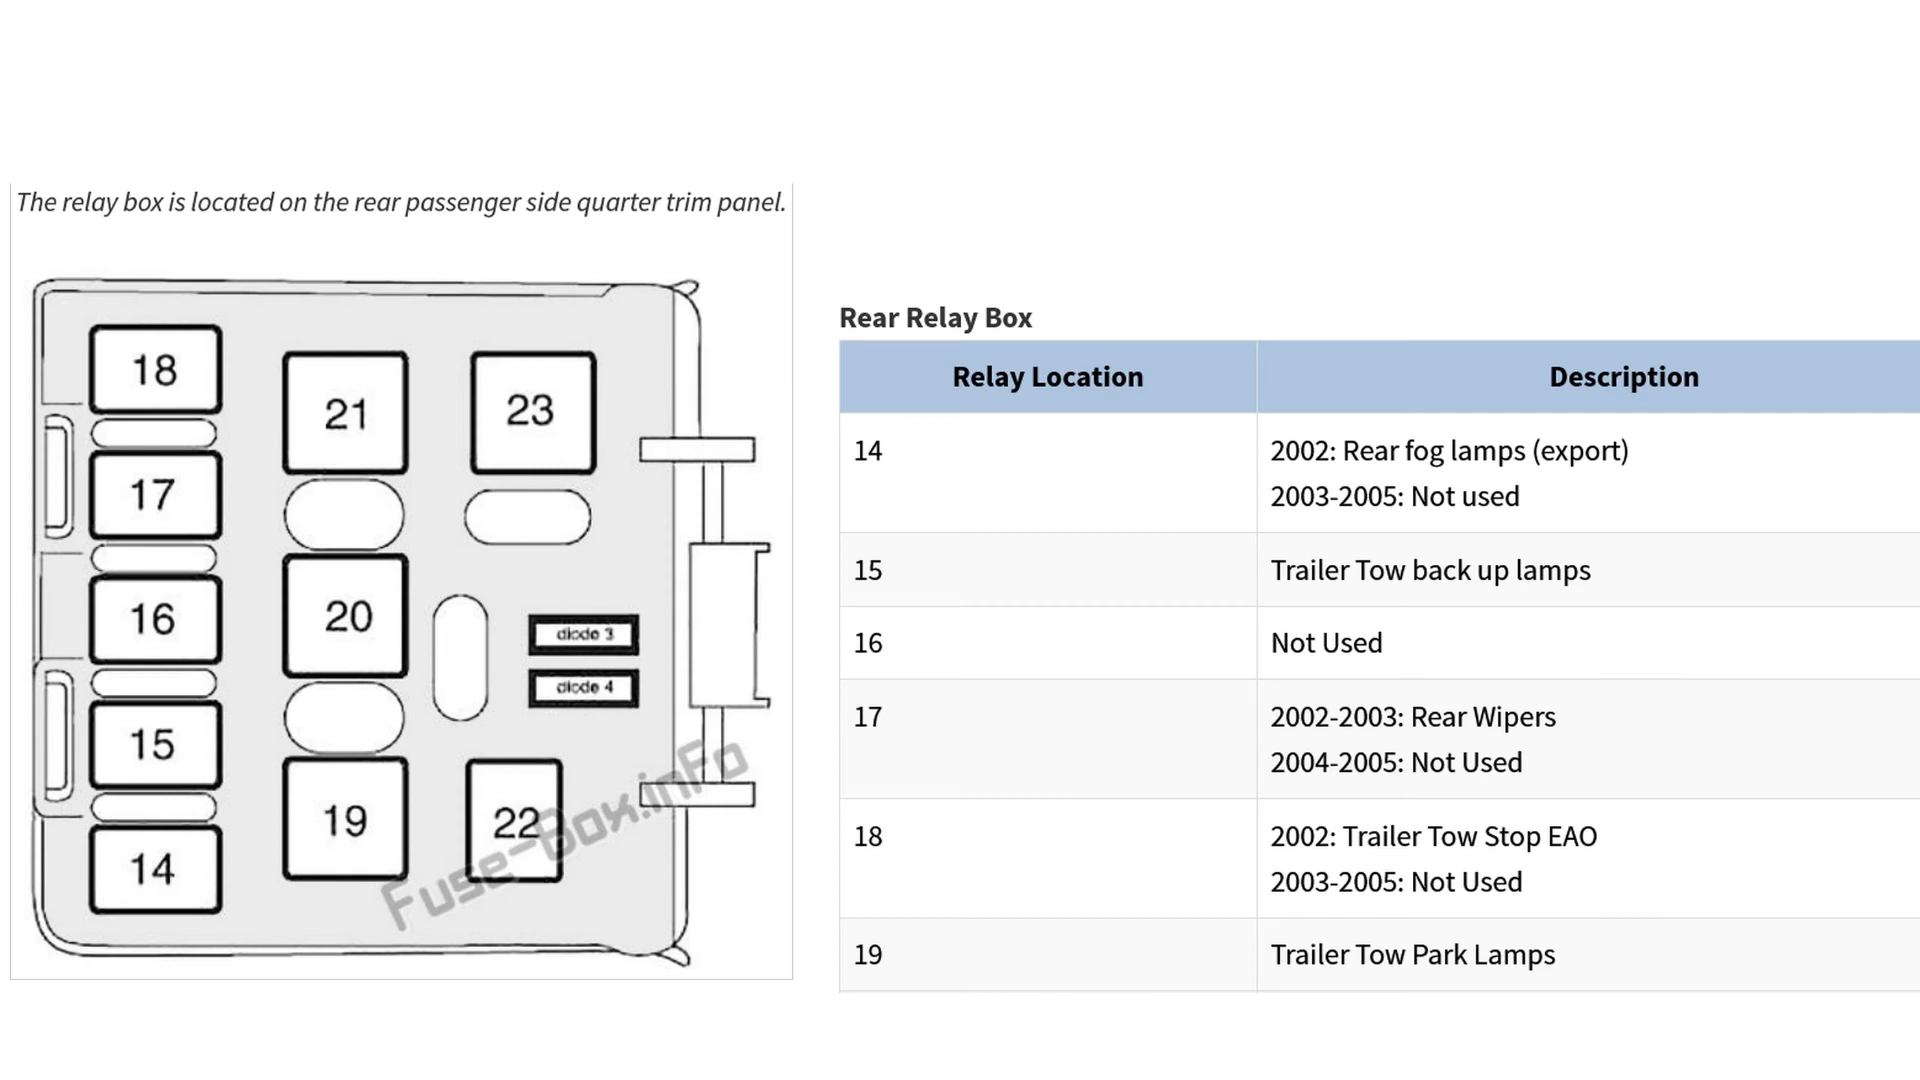 The relay box is located on the rear passenger side quarter trim panel.
18
21
23
17
16
20
diode 3
diode 4
15
19
22
14
Fuse-Box.inFo
Rear Relay Box
Relay Location Description
14 2002: Rear fog lamps (export)
2003-2005: Not used
15 Trailer Tow back up lamps
16 Not Used
17 2002-2003: Rear Wipers
2004-2005: Not Used
18 2002: Trailer Tow Stop EAO
2003-2005: Not Used
19 Trailer Tow Park Lamps